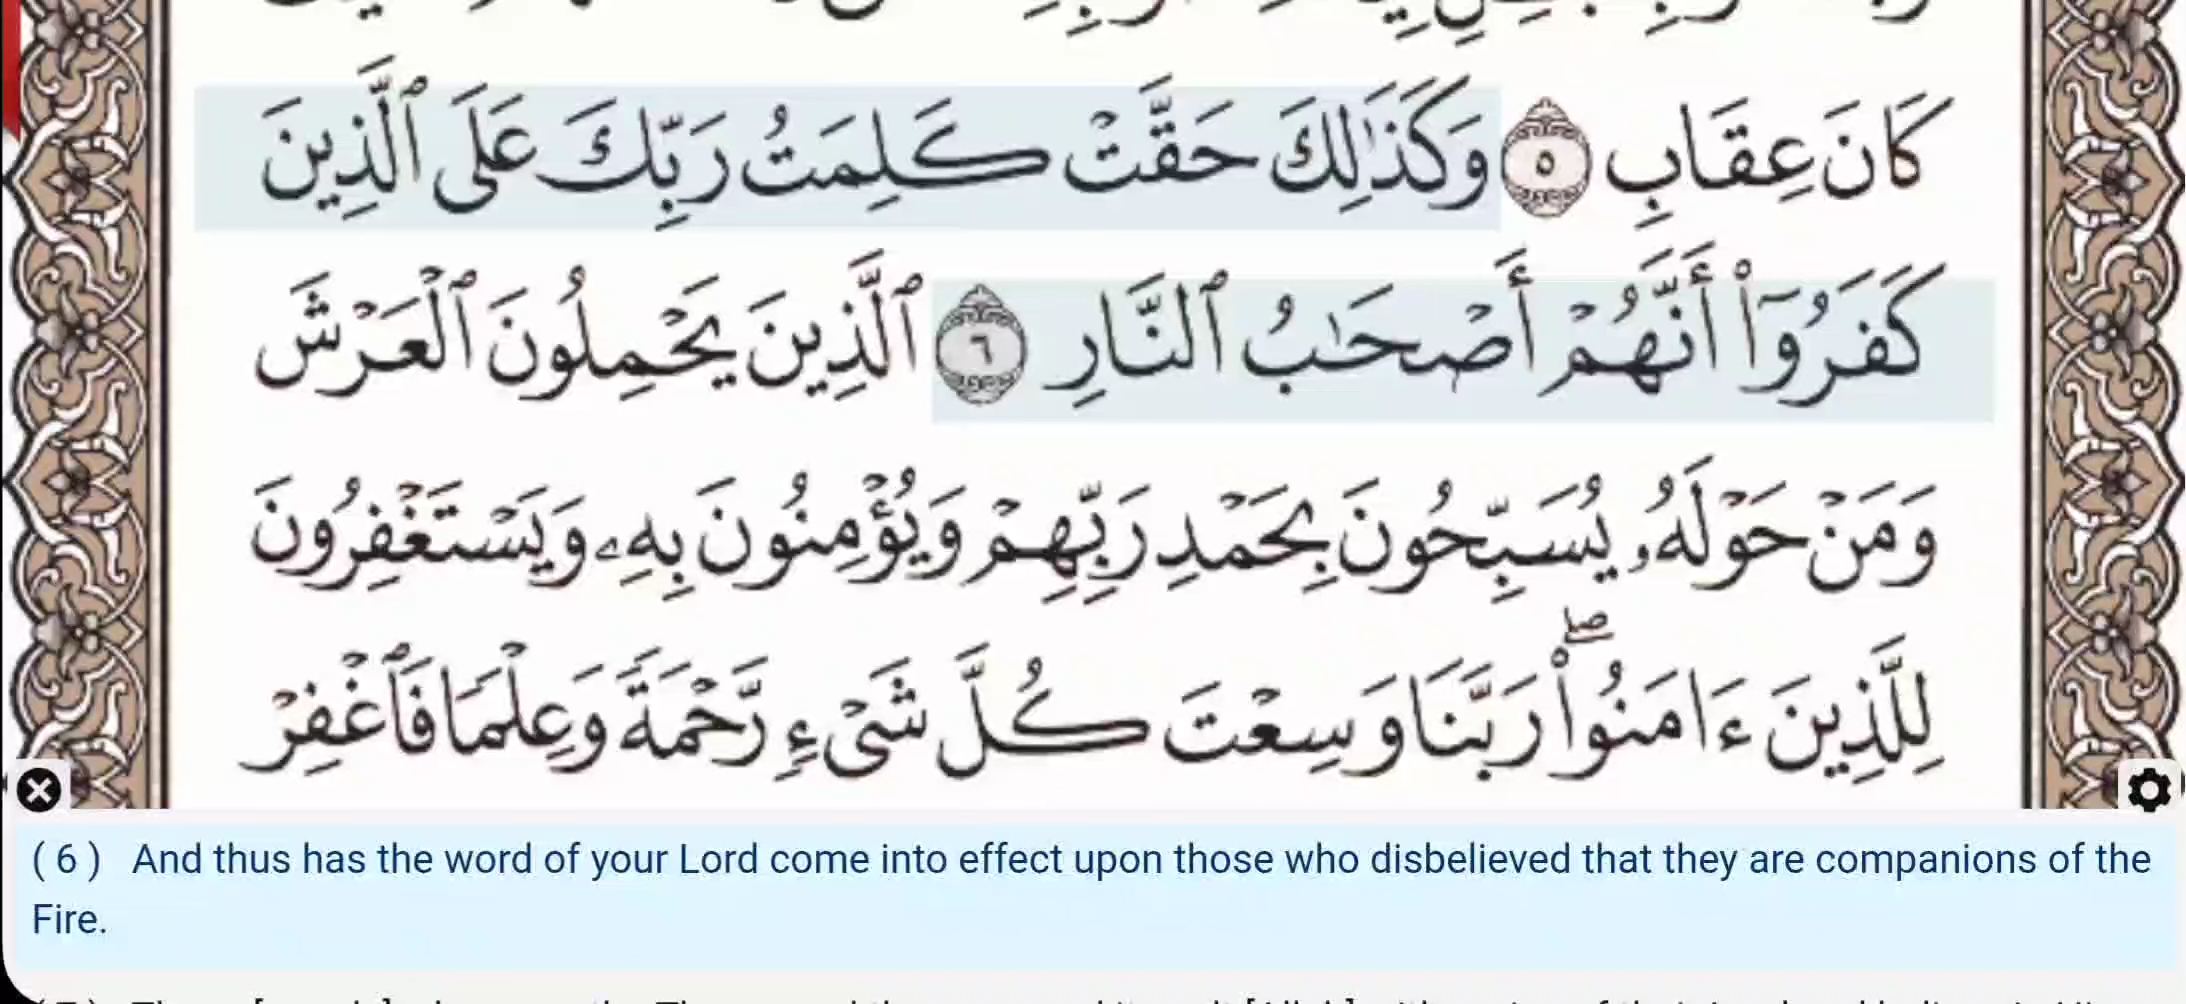 كَانَ عِقَابِ ٥ وَكَذَٰلِكَ حَقَّتْ كَلِمَتُ رَبِّكَ عَلَى ٱلَّذِينَ
كَفَرُوٓا۟ أَنَّهُمْ أَصْحَٰبُ ٱلنَّارِ ٦ ٱلَّذِينَ يَحْمِلُونَ ٱلْعَرْشَ
وَمَنْ حَوْلَهُۥ يُسَبِّحُونَ بِحَمْدِ رَبِّهِمْ وَيُؤْمِنُونَ بِهِۦ وَيَسْتَغْفِرُونَ
لِلَّذِينَ ءَامَنُوا۟ ۖ رَبَّنَا وَسِعْتَ كُلَّ شَىْءٍ رَّحْمَةً وَعِلْمًا فَٱغْفِرْ
( 6 ) And thus has the word of your Lord come into effect upon those who disbelieved that they are companions of the
Fire.